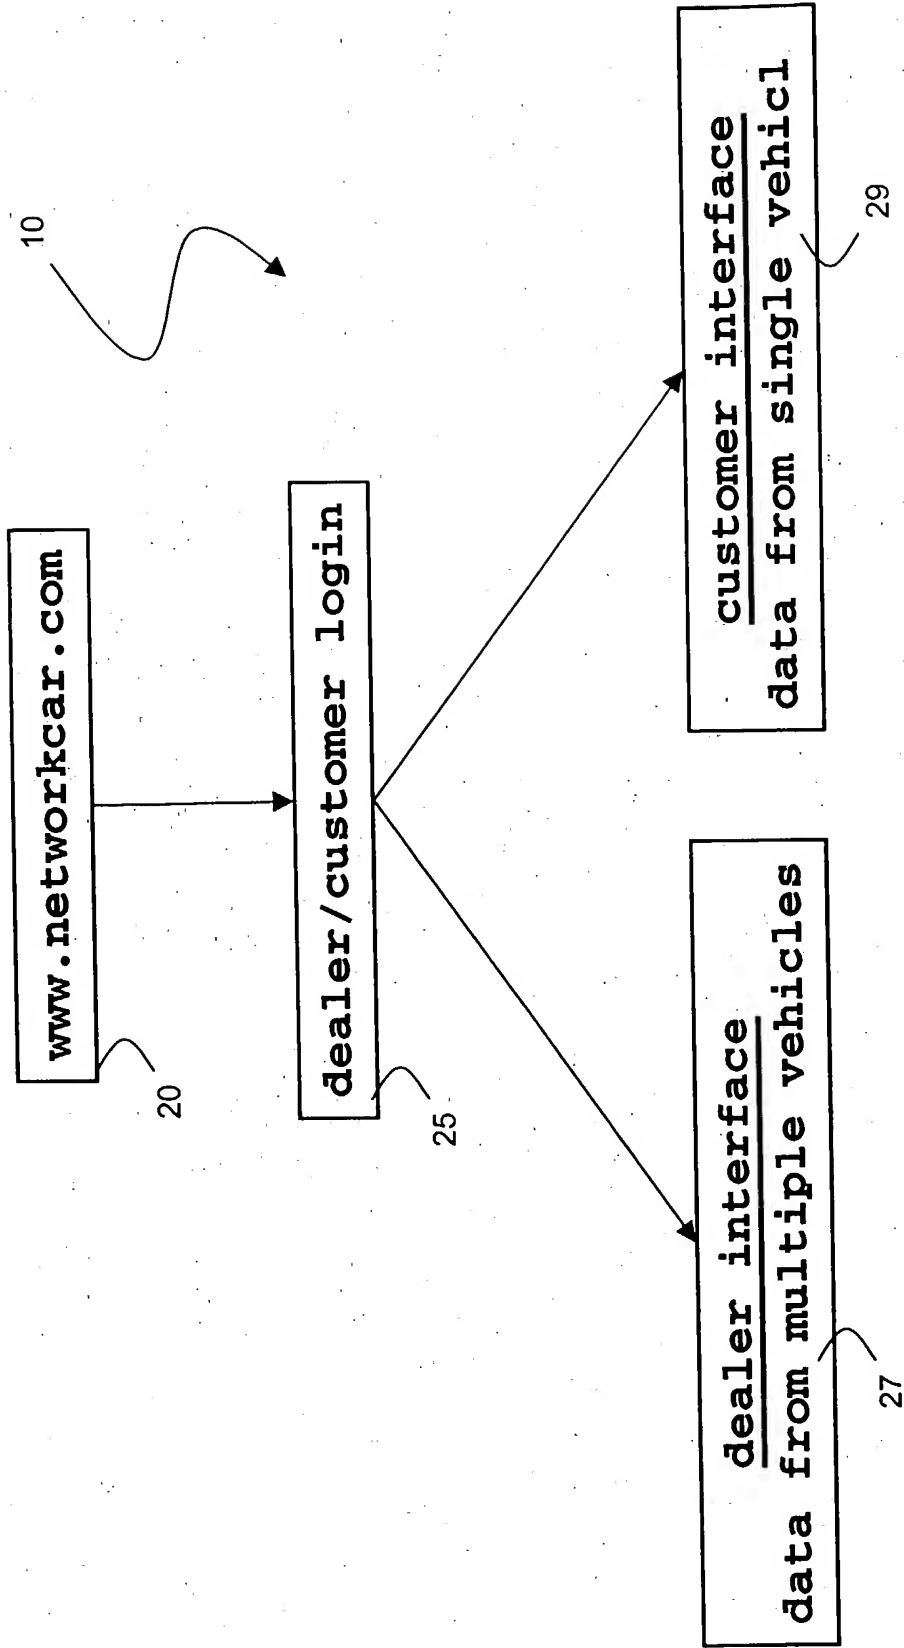 10
www.networkcar.com
20
dealer/customer login
25
dealer interface
data from multiple vehicles
27
customer interface
data from single vehicl
29